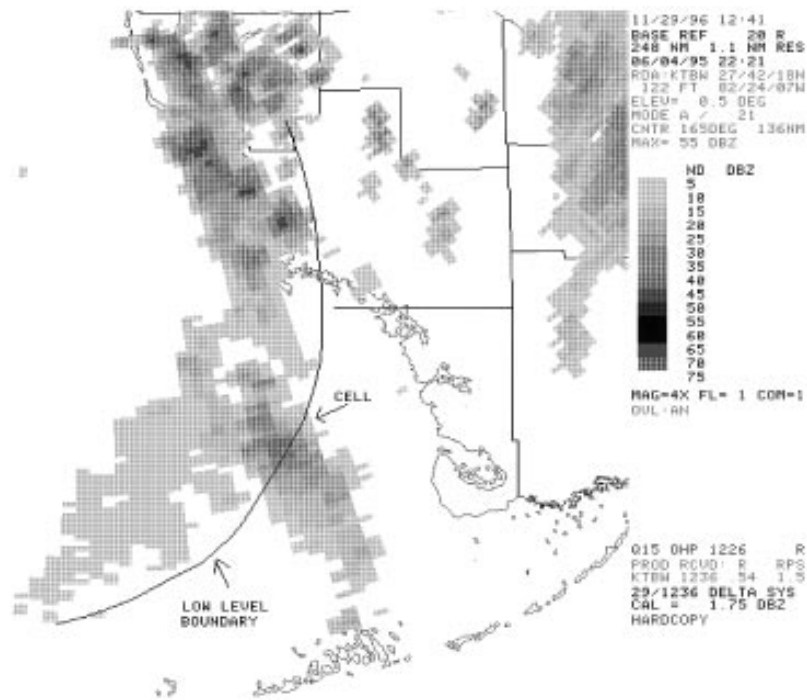 11/29/96 12:41
BASE REF 20 R
248 NM 1.1 NM RES
06/04/95 22:21
RDA:KTBW 27/42/18N
122 FT 82/24/07W
ELEV= 0.5 DEG
MODE A / 21
CNTR 165DEG 136NM
MAX= 55 DBZ
ND DBZ
5
10
15
20
25
30
35
40
45
50
55
60
65
70
75
MAG=4X FL= 1 COM=1
OVL-AN
CELL
LOW LEVEL
BOUNDARY
Q15 OHP 1226 R
PROD RCVD: R RPS
KTBW 1236 .54 1.5
29/1236 DELTA SYS
CAL = 1.75 DBZ
HARDCOPY